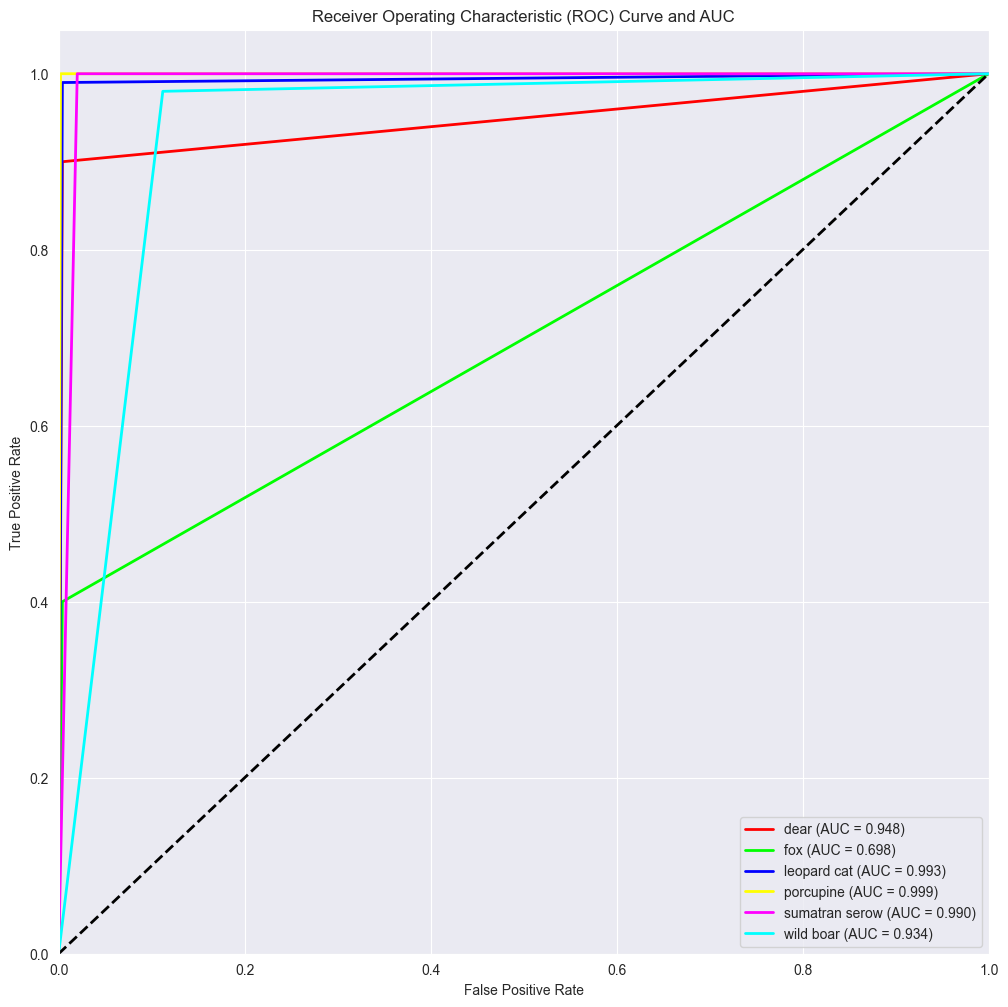 Receiver Operating Characteristic (ROC) Curve and AUC
True Positive Rate
1.0
0.8
0.6
0.4
0.2
0.0
0.0 0.2 0.4 0.6 0.8 1.0
False Positive Rate
dear (AUC = 0.948)
fox (AUC = 0.698)
leopard cat (AUC = 0.993)
porcupine (AUC = 0.999)
sumatran serow (AUC = 0.990)
wild boar (AUC = 0.934)